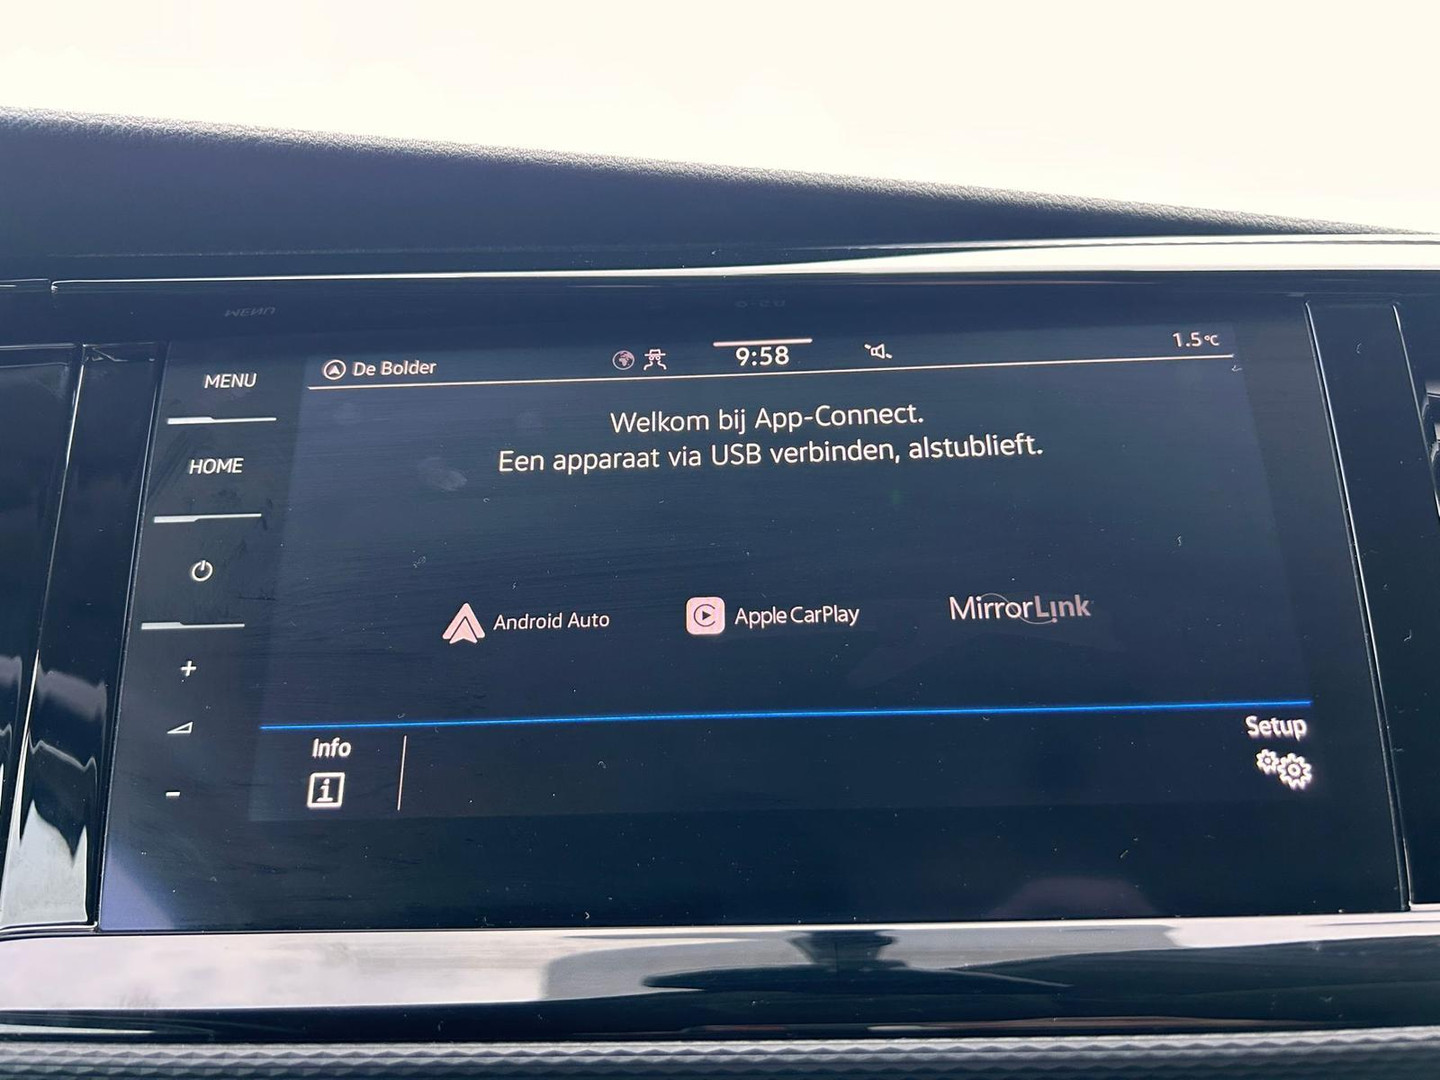 MENU
HOME
De Bolder
9:58
1.5°C
Welkom bij App-Connect.
Een apparaat via USB verbinden, alstublieft.
Android Auto
Apple CarPlay
MirrorLink
+
-
Info
i
Setup